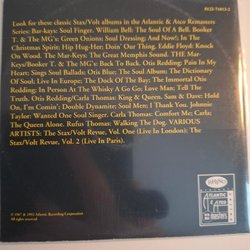 8122-71013-2
Look for these classic Stax/Volt albums in the Atlantic & Atco Remasters
Series: Bar-kays: Soul Finger. William Bell: The Soul Of A Bell. Booker
T. & The MG's: Green Onions; Soul Dressing; And Now!; In The
Christmas Spirit; Hip Hug-Her; Doin' Our Thing. Eddie Floyd: Knock
On Wood. The Mar-Keys: The Great Memphis Sound. THE Mar-
Keys/Booker T. & The MG's: Back To Back. Otis Redding: Pain In My
Heart; Sings Soul Ballads; Otis Blue; The Soul Album; The Dictionary Of
Soul; Live In Europe; The Dock Of The Bay; The Immortal Otis
Redding; In Person At The Whisky A Go Go; Love Man; Tell The
Truth. Otis Redding/Carla Thomas: King & Queen. Sam & Dave: Hold
On, I'm Comin'; Double Dynamite; Soul Men; I Thank You. Johnnie
Taylor: Wanted One Soul Singer. Carla Thomas: Comfort Me; Carla;
The Queen Alone. Rufus Thomas: Walking The Dog. VARIOUS
ARTISTS: The Stax/Volt Revue, Vol. One (Live In London); The
Stax/Volt Revue, Vol. 2 (Live In Paris).
© 1967 & 1992 Atlantic Recording Corporation